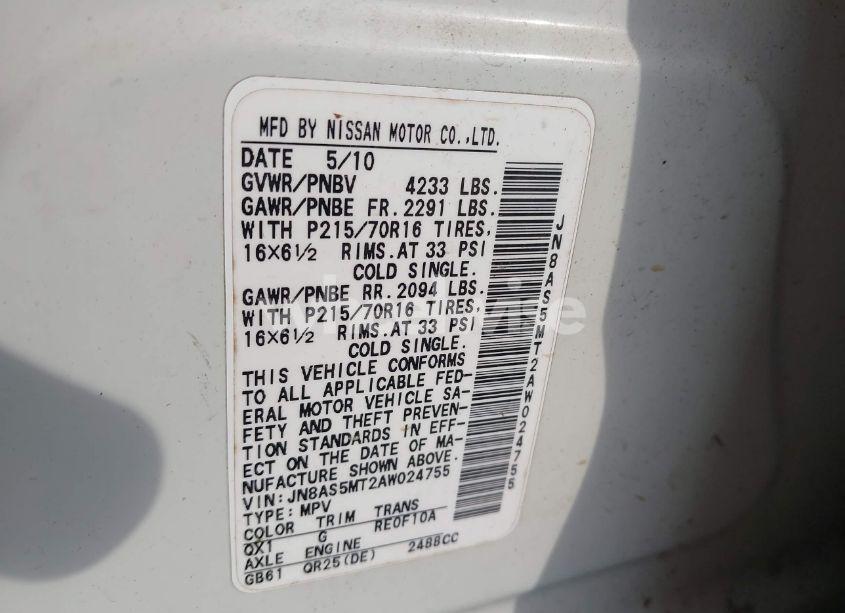 MFD BY NISSAN MOTOR CO.,LTD.
DATE 5/10
GVWR/PNBV 4233 LBS.
GAWR/PNBE FR.2291 LBS.
WITH P215/70R16 TIRES,
16×6½ RIMS.AT 33 PSI
COLD SINGLE.
GAWR/PNBE RR.2094 LBS.
WITH P215/70R16 TIRES,
16×6½ RIMS.AT 33 PSI
COLD SINGLE.
THIS VEHICLE CONFORMS
TO ALL APPLICABLE FED-
ERAL MOTOR VEHICLE SA-
FETY AND THEFT PREVEN-
TION STANDARDS IN EFF-
ECT ON THE DATE OF MA-
NUFACTURE SHOWN ABOVE.
VIN:JN8AS5MT2AW024755
TYPE:MPV
COLOR TRIM TRANS
QX1 G RE0F10A
AXLE ENGINE
GB61 QR25(DE) 2488CC
JN8AS5MT2AW024755